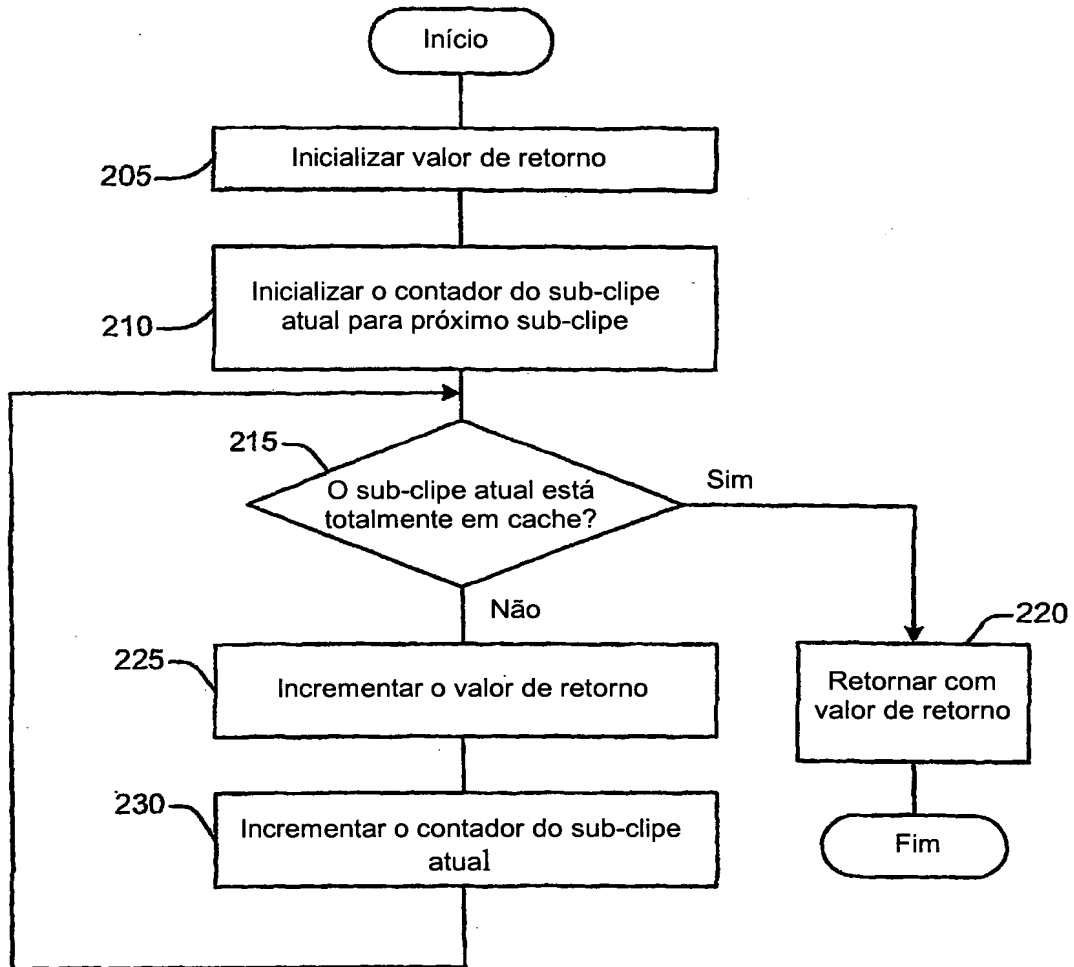 Início
205
Inicializar valor de retorno
210
Inicializar o contador do sub-clipe
atual para próximo sub-clipe
215
O sub-clipe atual está
totalmente em cache?
Sim
Não
220
Retornar com
valor de retorno
225
Incrementar o valor de retorno
230
Incrementar o contador do sub-clipe
atual
Fim